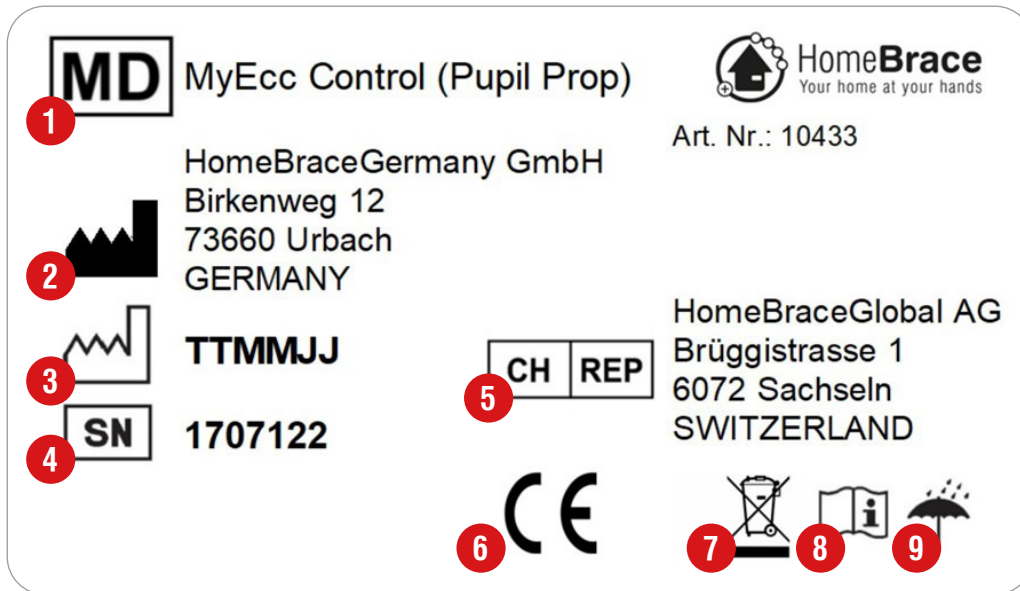 MD MyEcc Control (Pupil Prop)
HomeBrace
Your home at your hands
1
Art. Nr.: 10433
HomeBraceGermany GmbH
Birkenweg 12
73660 Urbach
GERMANY
2
TTMMJJ
3
SN 1707122
4
CH REP
5
HomeBraceGlobal AG
Brüggistrasse 1
6072 Sachseln
SWITZERLAND
CE
6
7
i
8
9